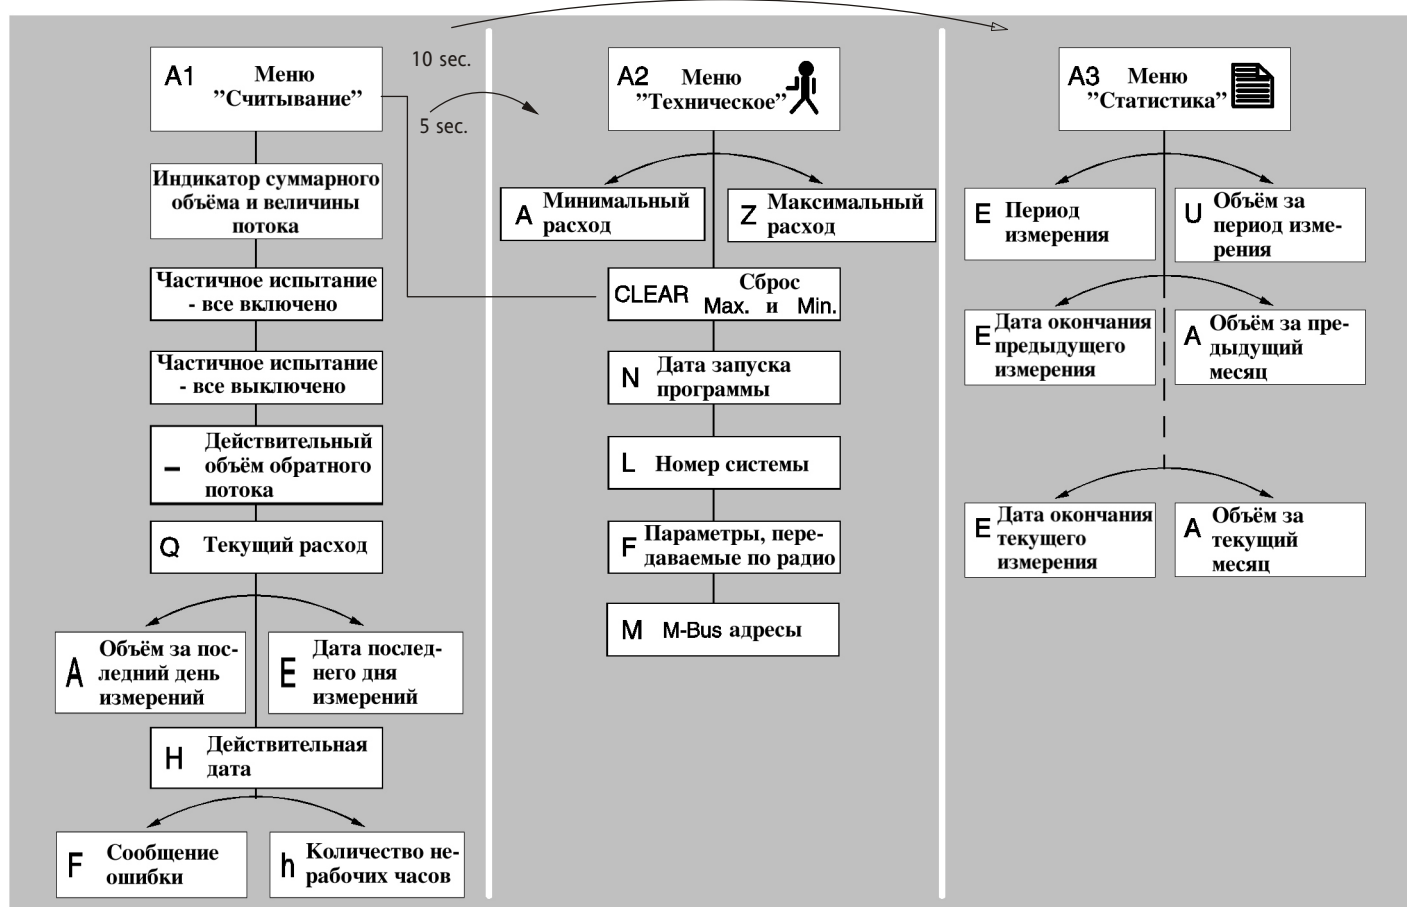 A1 Меню
”Считывание”
Индикатор суммарного
объёма и величины
потока
Частичное испытание
- все включено
Частичное испытание
- все выключено
– Действительный
объём обратного
потока
Q Текущий расход
A Объём за пос-
ледний день
измерений
E Дата послед-
него дня
измерений
H Действительная
дата
F Сообщение
ошибки
h Количество не-
рабочих часов
10 sec.
5 sec.
A2 Меню
”Техническое”
A Минимальный
расход
Z Максимальный
расход
CLEAR Сброс
Max. и Min.
N Дата запуска
программы
L Номер системы
F Параметры, пере-
даваемые по радио
M M-Bus адресы
A3 Меню
"Статистика”
E Период
измерения
U Объём за
период изме-
рения
E Дата окончания
предыдущего
измерения
A Объём за пре-
дыдущий
месяц
E Дата окончания
текущего
измерения
A Объём за
текущий
месяц